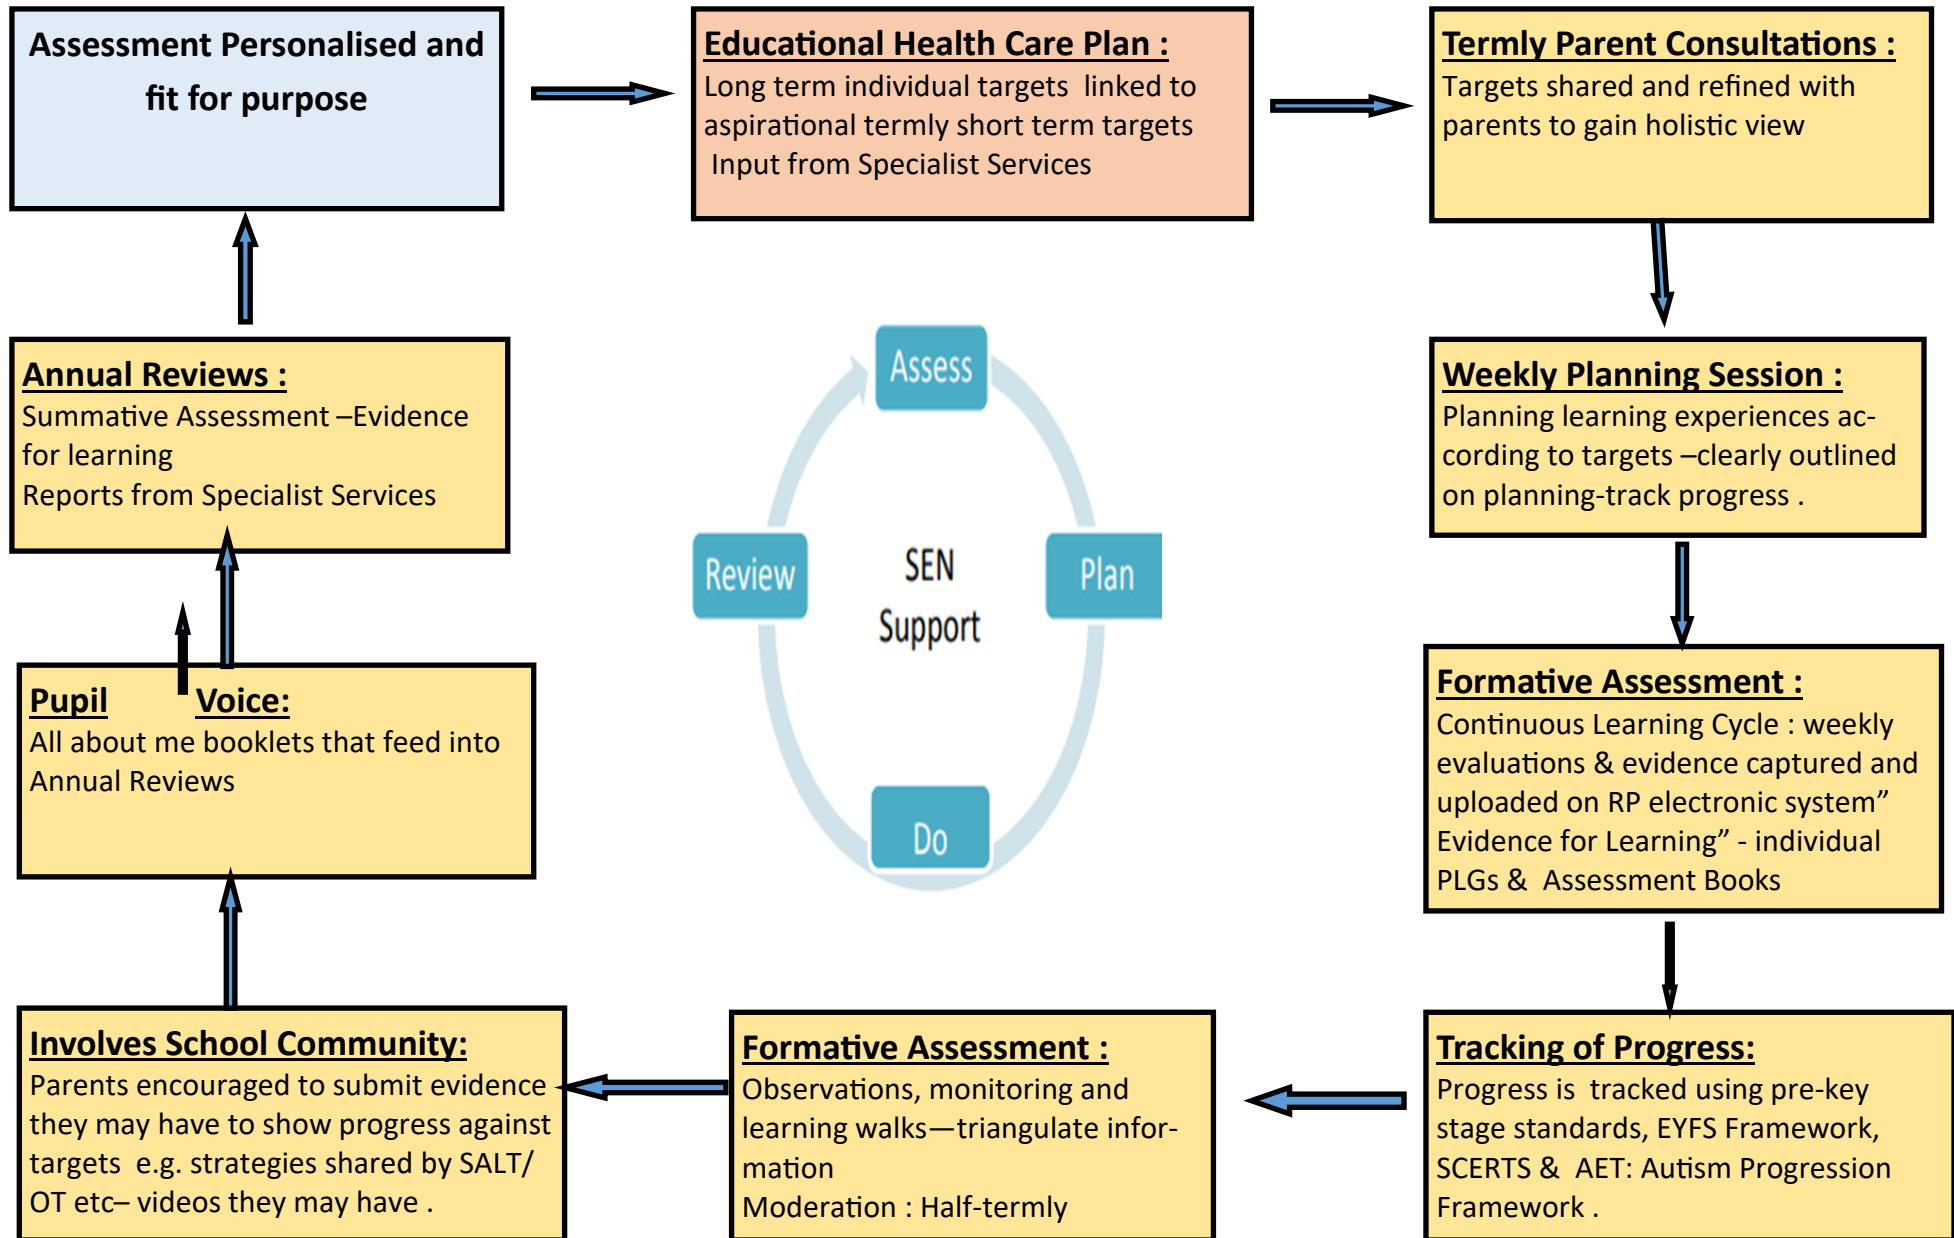 Assessment Personalised and
fit for purpose
Educational Health Care Plan :
Long term individual targets  linked to
aspirational termly short term targets
Input from Specialist Services
Termly Parent Consultations :
Targets shared and refined with
parents to gain holistic view
Weekly Planning Session :
Planning learning experiences ac-
cording to targets –clearly outlined
on planning-track progress .
Formative Assessment :
Continuous Learning Cycle : weekly
evaluations & evidence captured and
uploaded on RP electronic system”
Evidence for Learning” - individual
PLGs &  Assessment Books
Tracking of Progress:
Progress is  tracked using pre-key
stage standards, EYFS Framework,
SCERTS &  AET: Autism Progression
Framework .
Formative Assessment :
Observations, monitoring and
learning walks—triangulate infor-
mation
Moderation : Half-termly
Involves School Community:
Parents encouraged to submit evidence
they may have to show progress against
targets  e.g. strategies shared by SALT/
OT etc– videos they may have .
Pupil Voice:
All about me booklets that feed into
Annual Reviews
Annual Reviews :
Summative Assessment –Evidence
for learning
Reports from Specialist Services
Assess
Plan
Do
Review
SEN
Support